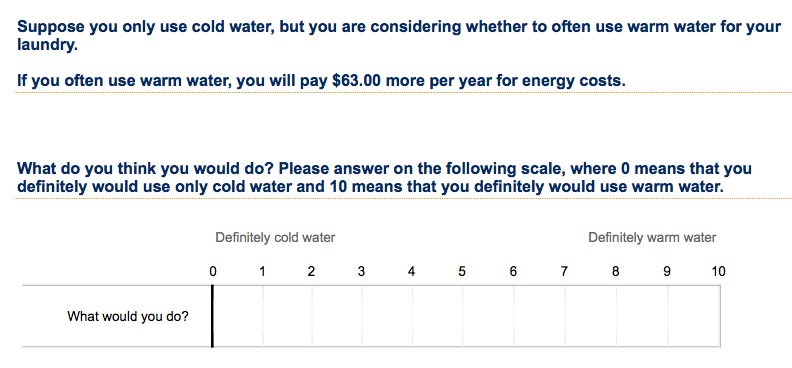 Suppose you only use cold water, but you are considering whether to often use warm water for your
laundry.
If you often use warm water, you will pay $63.00 more per year for energy costs.
What do you think you would do? Please answer on the following scale, where 0 means that you
definitely would use only cold water and 10 means that you definitely would use warm water.
Definitely cold water Definitely warm water
0 1 2 3 4 5 6 7 8 9 10
What would you do?